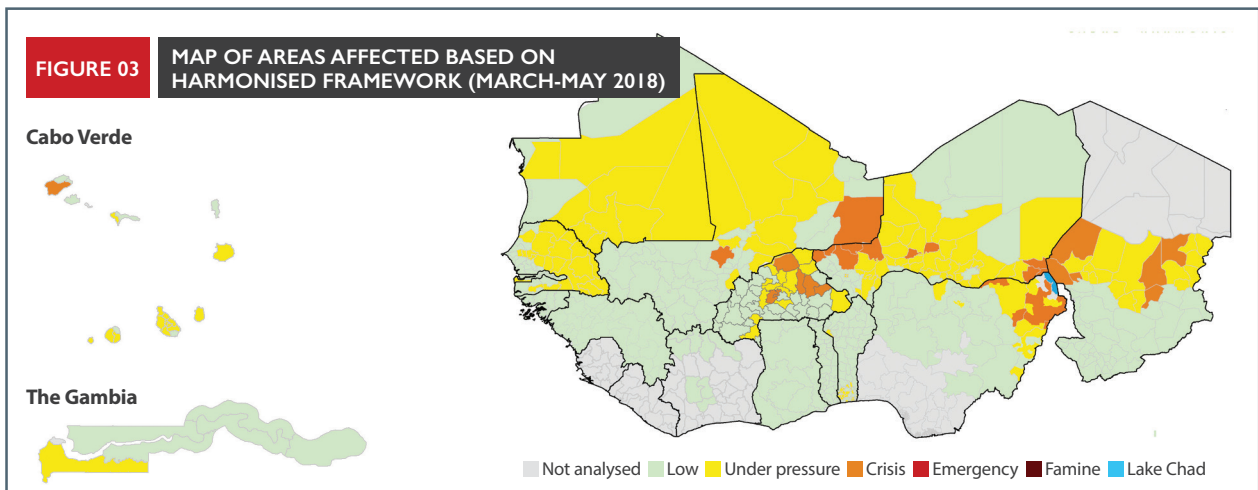 FIGURE 03
MAP OF AREAS AFFECTED BASED ON
HARMONISED FRAMEWORK (MARCH-MAY 2018)
Cabo Verde
The Gambia
Not analysed
Low
Under pressure
Crisis
Emergency
Famine
Lake Chad